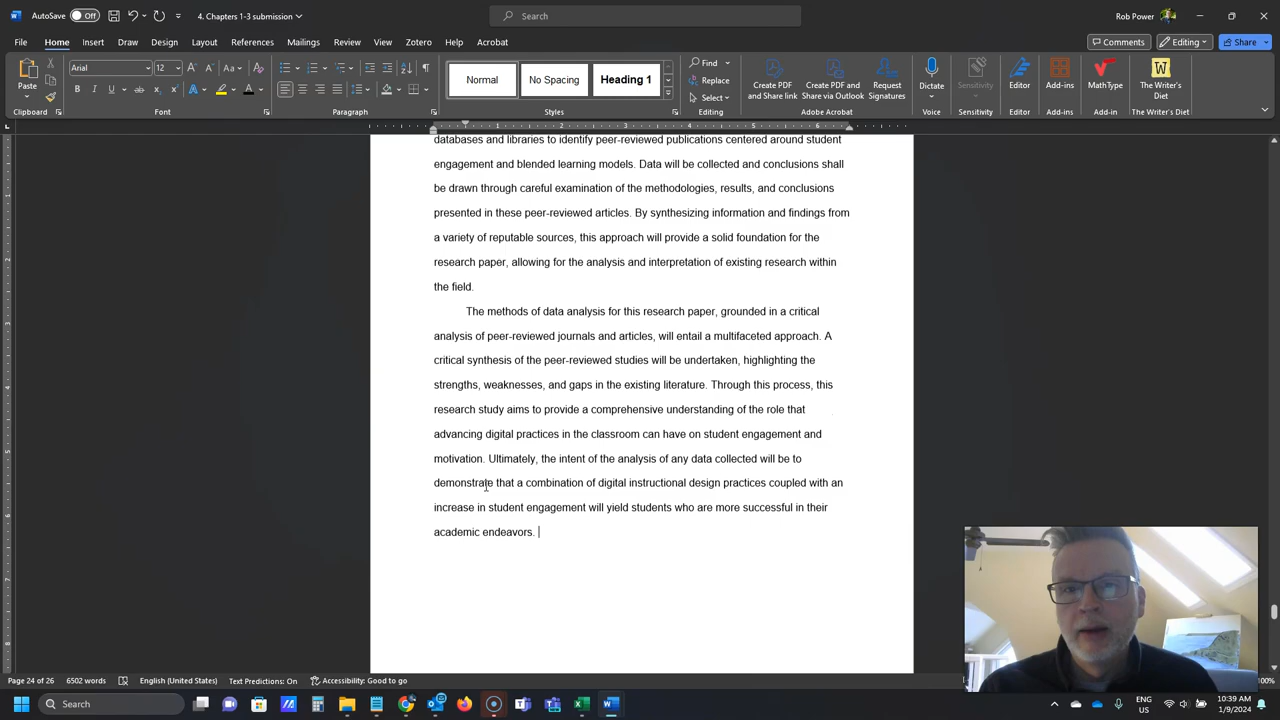 AutoSave Off 4. Chapters 1-3 submission Search Rob Power
File Home Insert Draw Design Layout References Mailings Review View Zotero Help Acrobat Comments Editing Share
Paste Arial 12 Normal No Spacing Heading 1 Find Replace Select Create PDF and Share link Create PDF and Share via Outlook Request Signatures Dictate Sensitivity Editor Add-ins MathType The Writer's Diet
Clipboard Font Paragraph Styles Editing Adobe Acrobat Voice Sensitivity Editor Add-ins MathType The Writer's Diet
databases and libraries to identify peer-reviewed publications centered around student
engagement and blended learning models. Data will be collected and conclusions shall
be drawn through careful examination of the methodologies, results, and conclusions
presented in these peer-reviewed articles. By synthesizing information and findings from
a variety of reputable sources, this approach will provide a solid foundation for the
research paper, allowing for the analysis and interpretation of existing research within
the field.
The methods of data analysis for this research paper, grounded in a critical
analysis of peer-reviewed journals and articles, will entail a multifaceted approach. A
critical synthesis of the peer-reviewed studies will be undertaken, highlighting the
strengths, weaknesses, and gaps in the existing literature. Through this process, this
research study aims to provide a comprehensive understanding of the role that
advancing digital practices in the classroom can have on student engagement and
motivation. Ultimately, the intent of the analysis of any data collected will be to
demonstrate that a combination of digital instructional design practices coupled with an
increase in student engagement will yield students who are more successful in their
academic endeavors.
Page 24 of 26 6502 words English (United States) Text Predictions: On Accessibility: Good to go 100%
Search ENG US 10:39 AM 1/9/2024